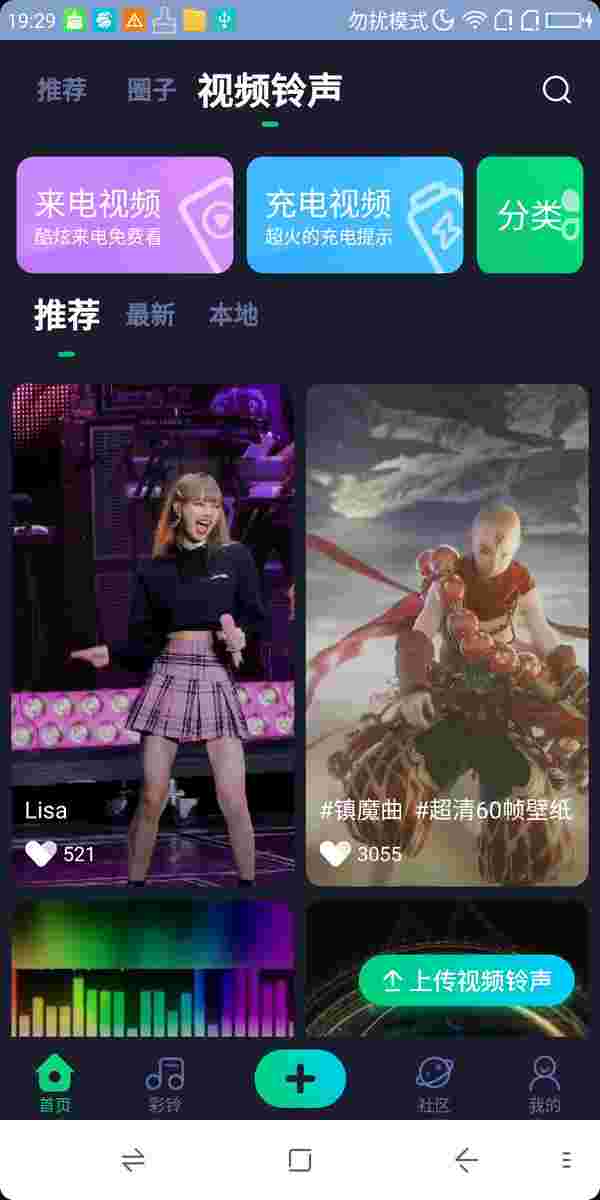 19:29 勿扰模式
推荐 圈子 视频铃声
来电视频
酷炫来电免费看
充电视频
超火的充电提示
分类
推荐 最新 本地
Lisa
521
#镇魔曲 #超清60帧壁纸
3055
上传视频铃声
首页 彩铃 社区 我的